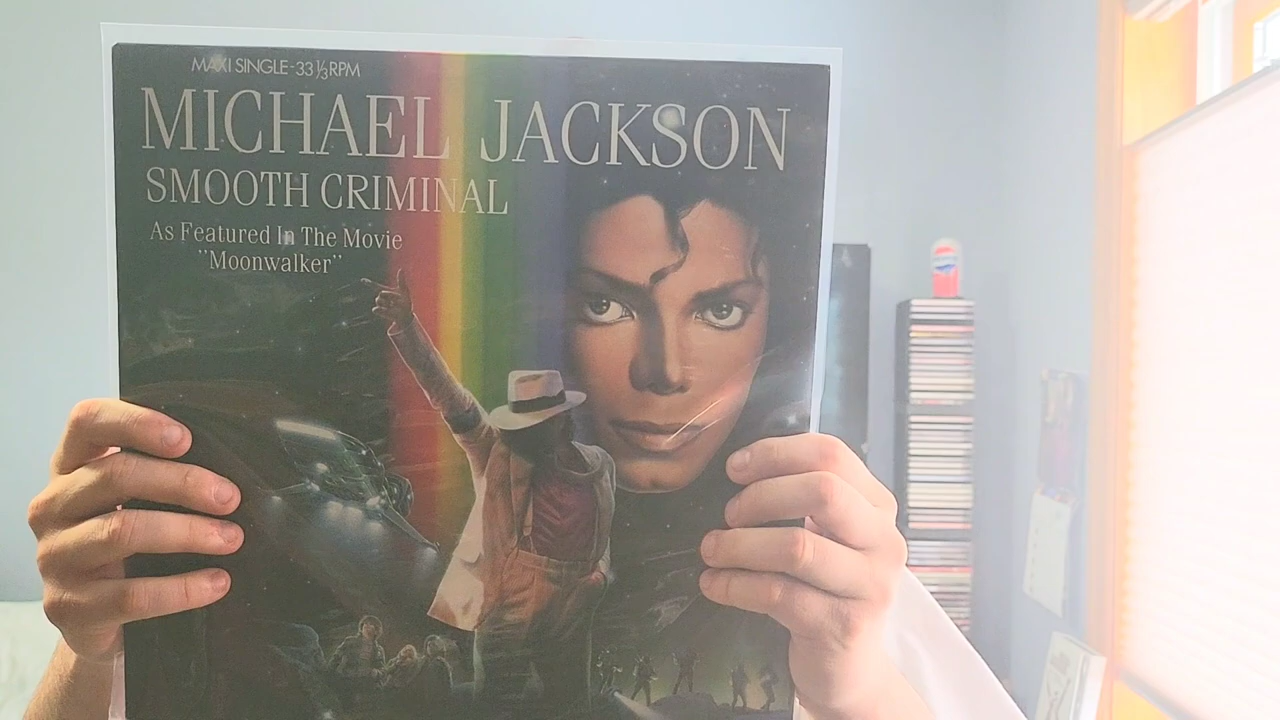 MAXI SINGLE-33 ⅓ RPM
MICHAEL JACKSON
SMOOTH CRIMINAL
As Featured In The Movie
"Moonwalker"